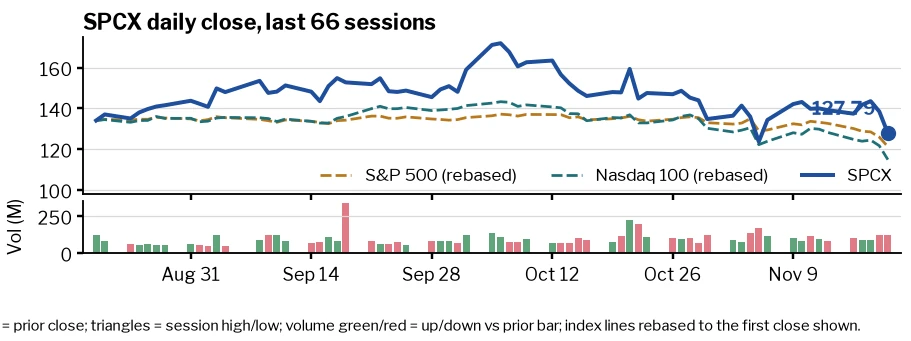 SPCX daily close, last 66 sessions
160
140
120
100
127.79
S&P 500 (rebased)
Nasdaq 100 (rebased)
SPCX
Vol (M)
250
0
Aug 31
Sep 14
Sep 28
Oct 12
Oct 26
Nov 9
= prior close; triangles = session high/low; volume green/red = up/down vs prior bar; index lines rebased to the first close shown.